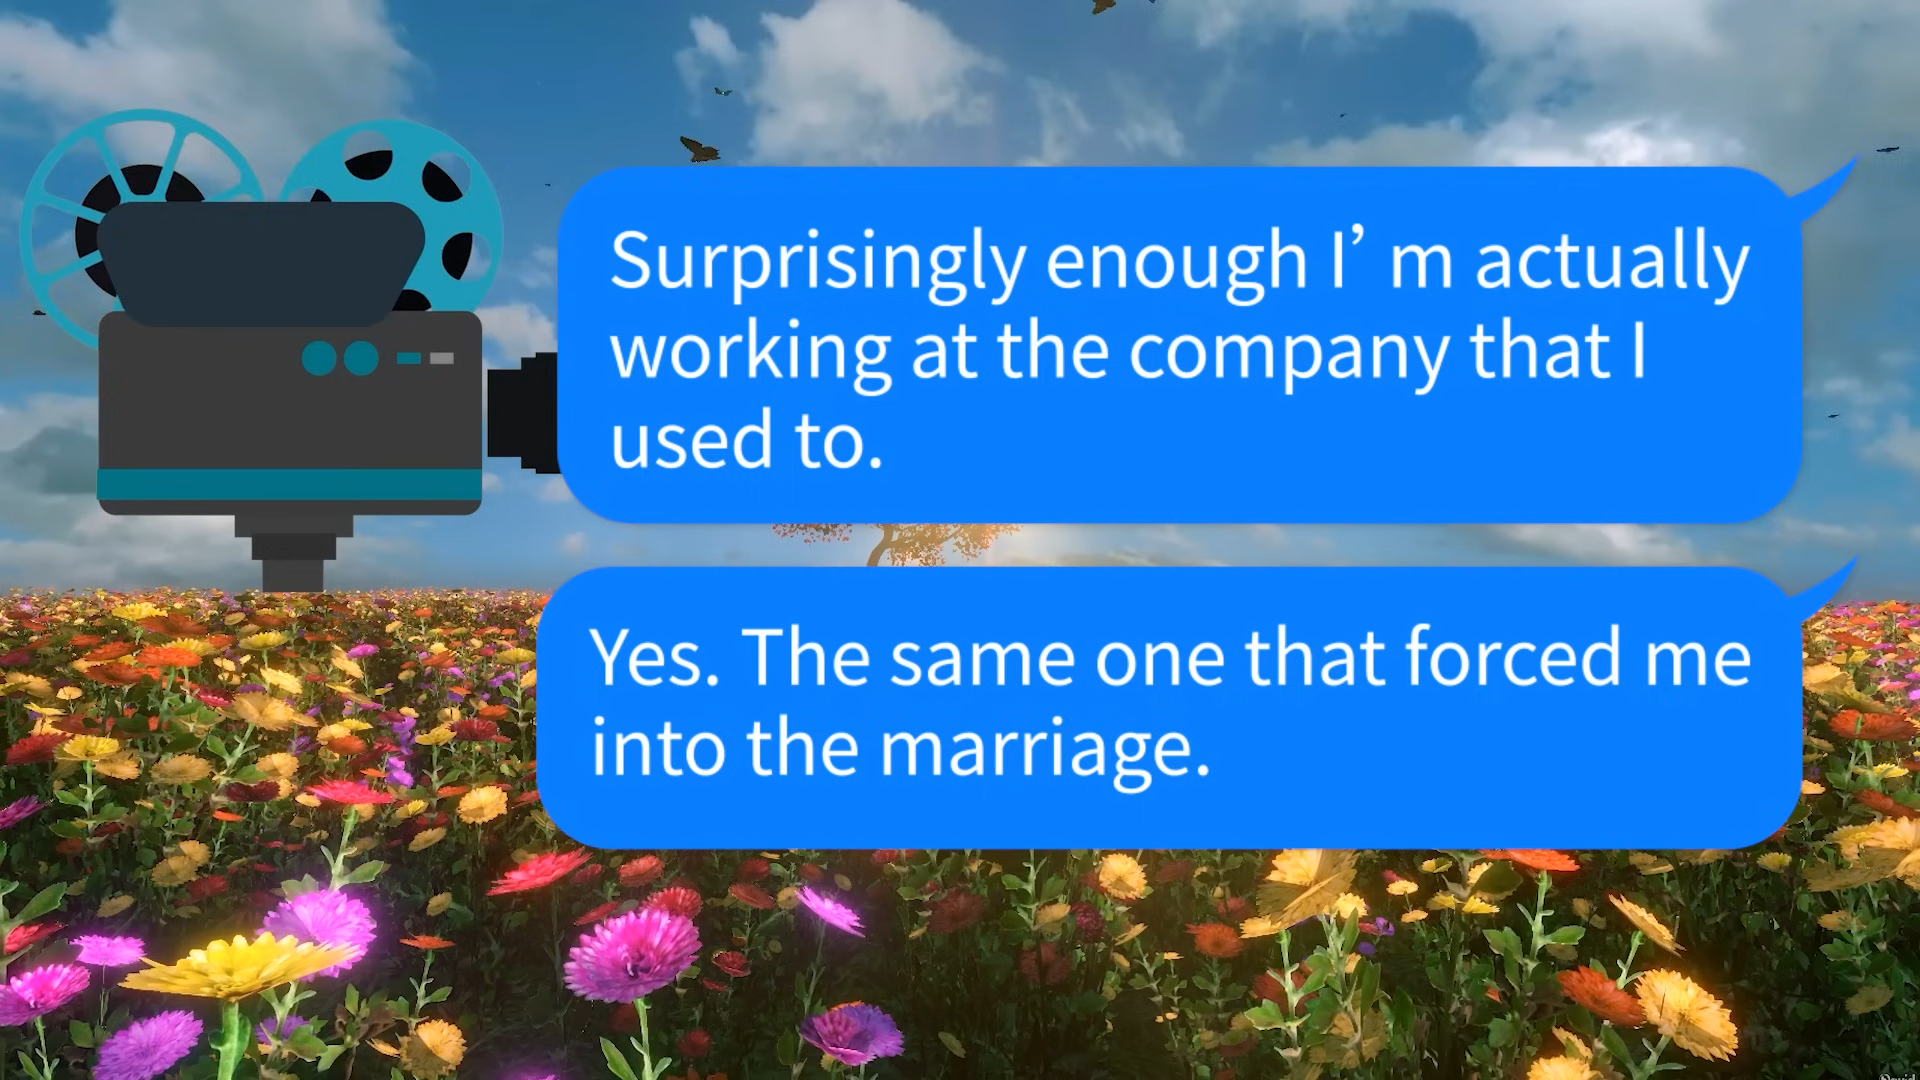 Surprisingly enough I’m actually
working at the company that I
used to.
Yes. The same one that forced me
into the marriage.